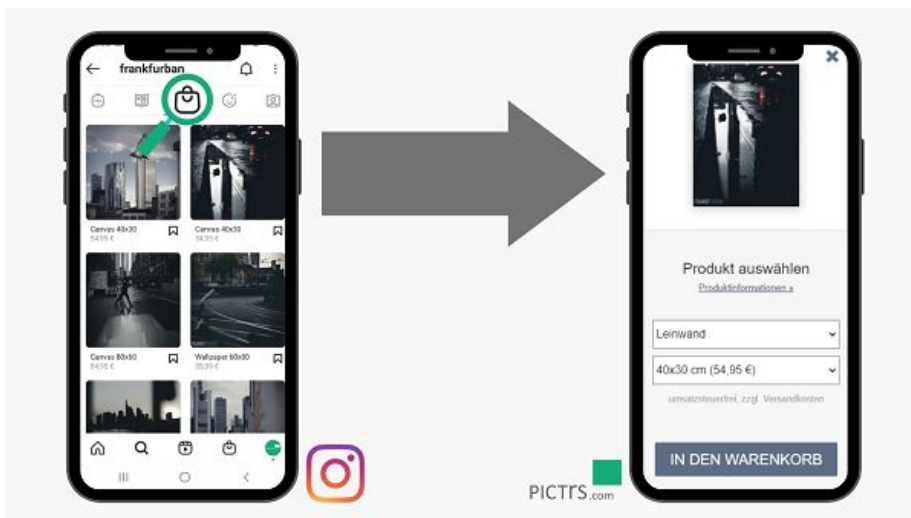 frankfurban
Canvas 40x30
54,95 €
Canvas 40x30
54,95 €
Canvas 80x60
Wallpaper 60x80
PICTrS.com
Produkt auswählen
Produktinformationen »
Leinwand
40x30 cm (54,95 €)
umsatzsteuerfrei, zzgl. Versandkosten
IN DEN WARENKORB